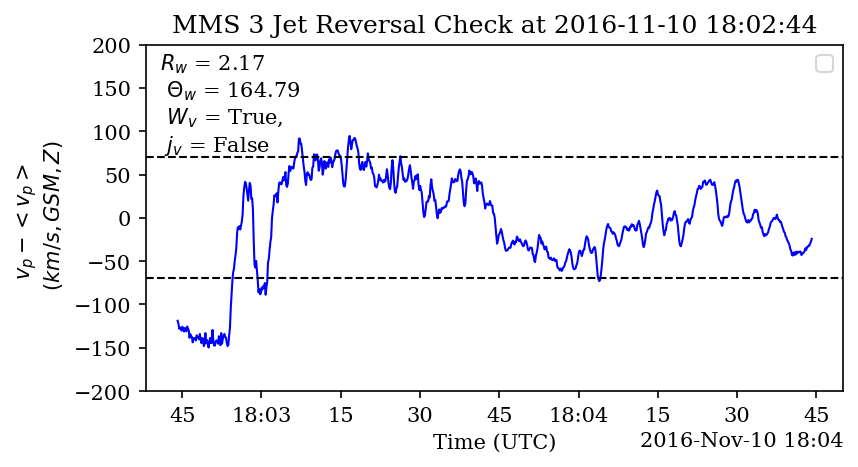 MMS 3 Jet Reversal Check at 2016-11-10 18:02:44
200
150
100
50
0
−50
−100
−150
−200
v_p − < v_p >
(km/s, GSM, Z)
R_w = 2.17
Θ_w = 164.79
W_v = True,
j_v = False
45 18:03 15 30 45 18:04 15 30 45
Time (UTC)
2016-Nov-10 18:04